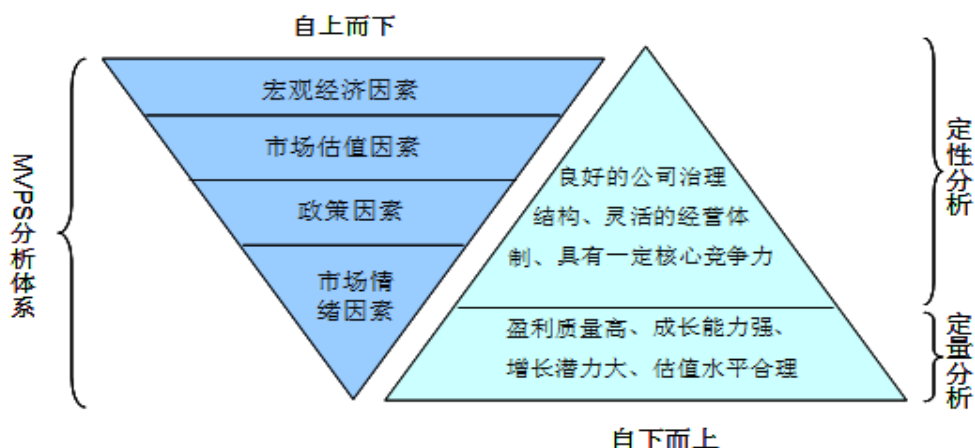 自上而下
MVPS分析体系
宏观经济因素
市场估值因素
政策因素
市场情
绪因素
良好的公司治理
结构、灵活的经营体
制、具有一定核心竞争力
盈利质量高、成长能力强、
增长潜力大、估值水平合理
定性分析
定量分析
自下而上